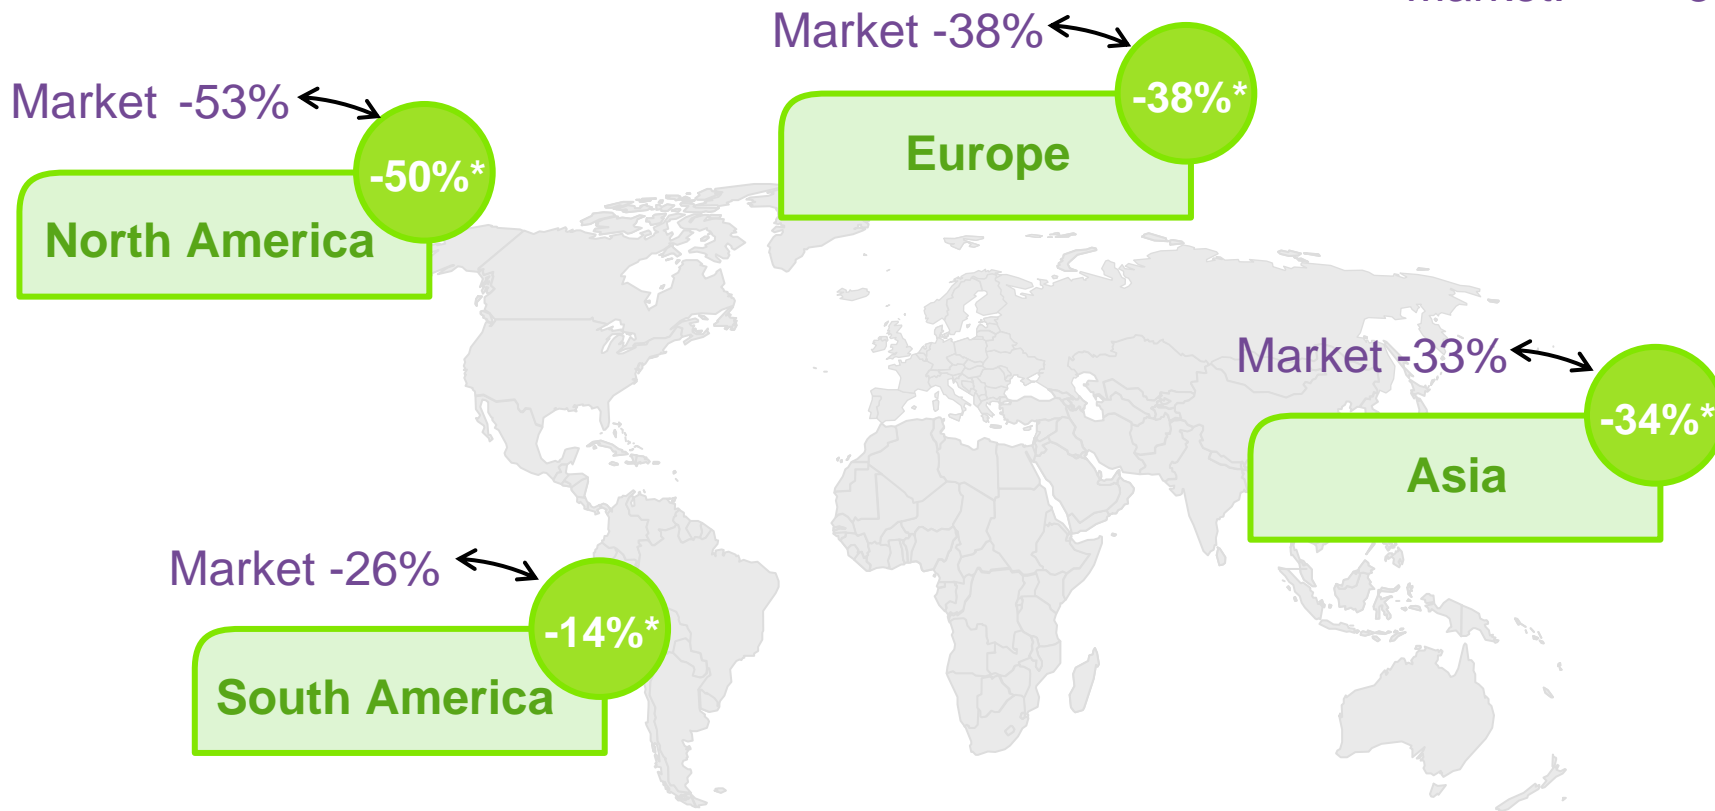 Market -38%
-38%*
Europe
Market -53%
-50%*
North America
Market -33%
-34%*
Asia
Market -26%
-14%*
South America